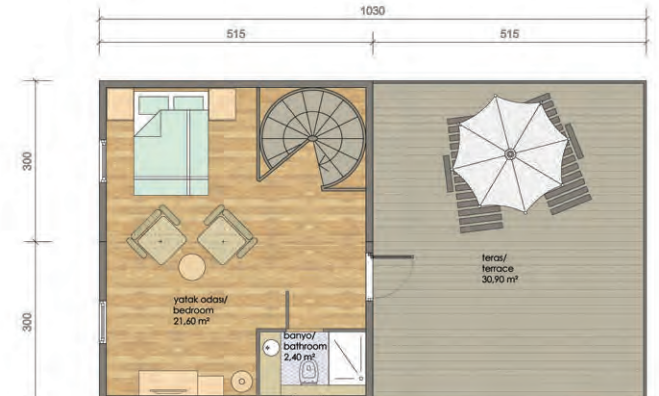 1030
515
515
300
300
teras/
terrace
30,90 m²
yatak odası/
bedroom
21,60 m²
banyo/
bathroom
2,40 m²